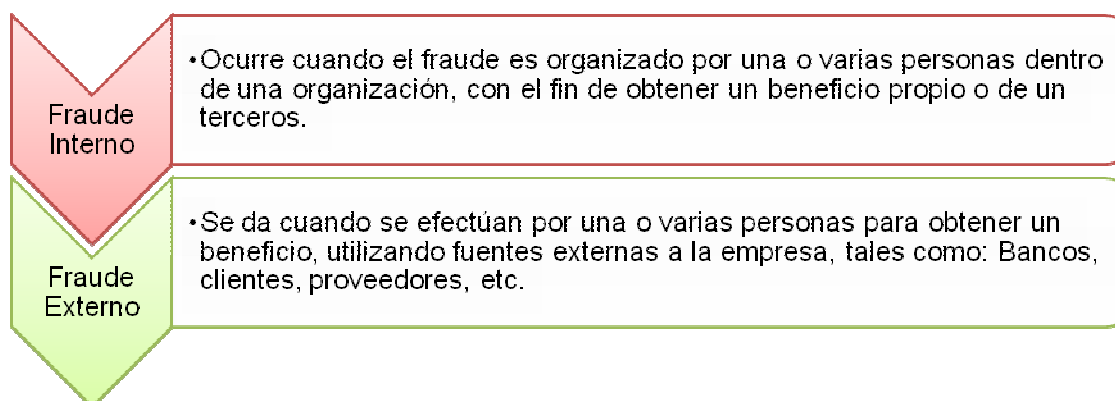 Fraude
Interno
•Ocurre cuando el fraude es organizado por una o varias personas dentro
de una organización, con el fin de obtener un beneficio propio o de un
terceros.
Fraude
Externo
•Se da cuando se efectúan por una o varias personas para obtener un
beneficio, utilizando fuentes externas a la empresa, tales como: Bancos,
clientes, proveedores, etc.